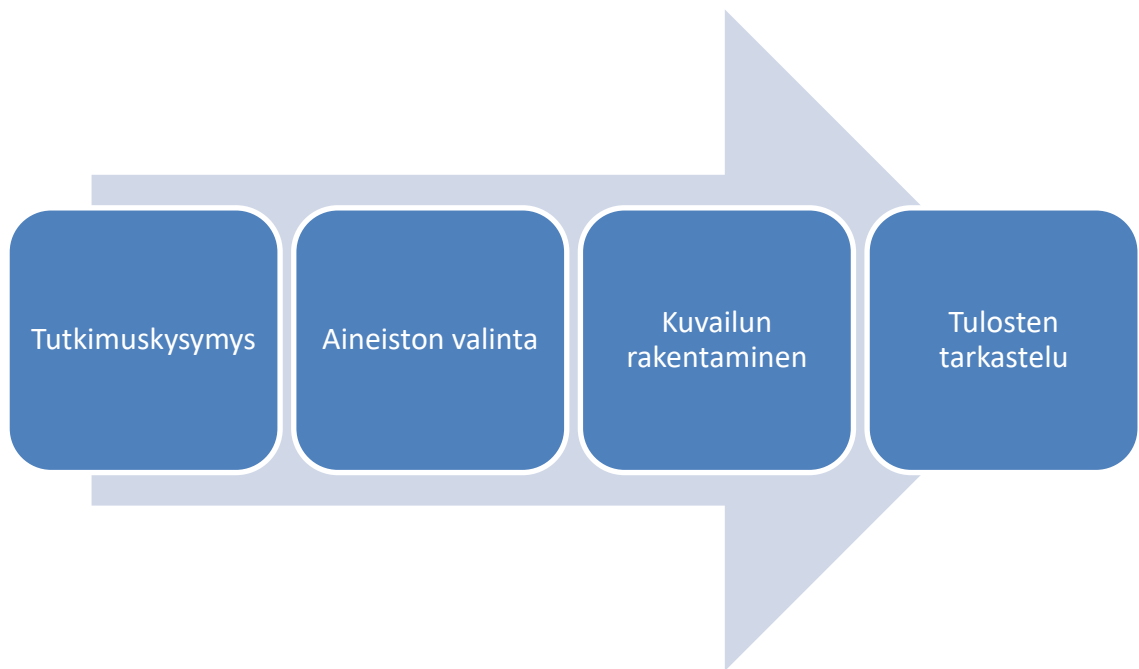 Tutkimuskysymys
Aineiston valinta
Kuvailun
rakentaminen
Tulosten
tarkastelu